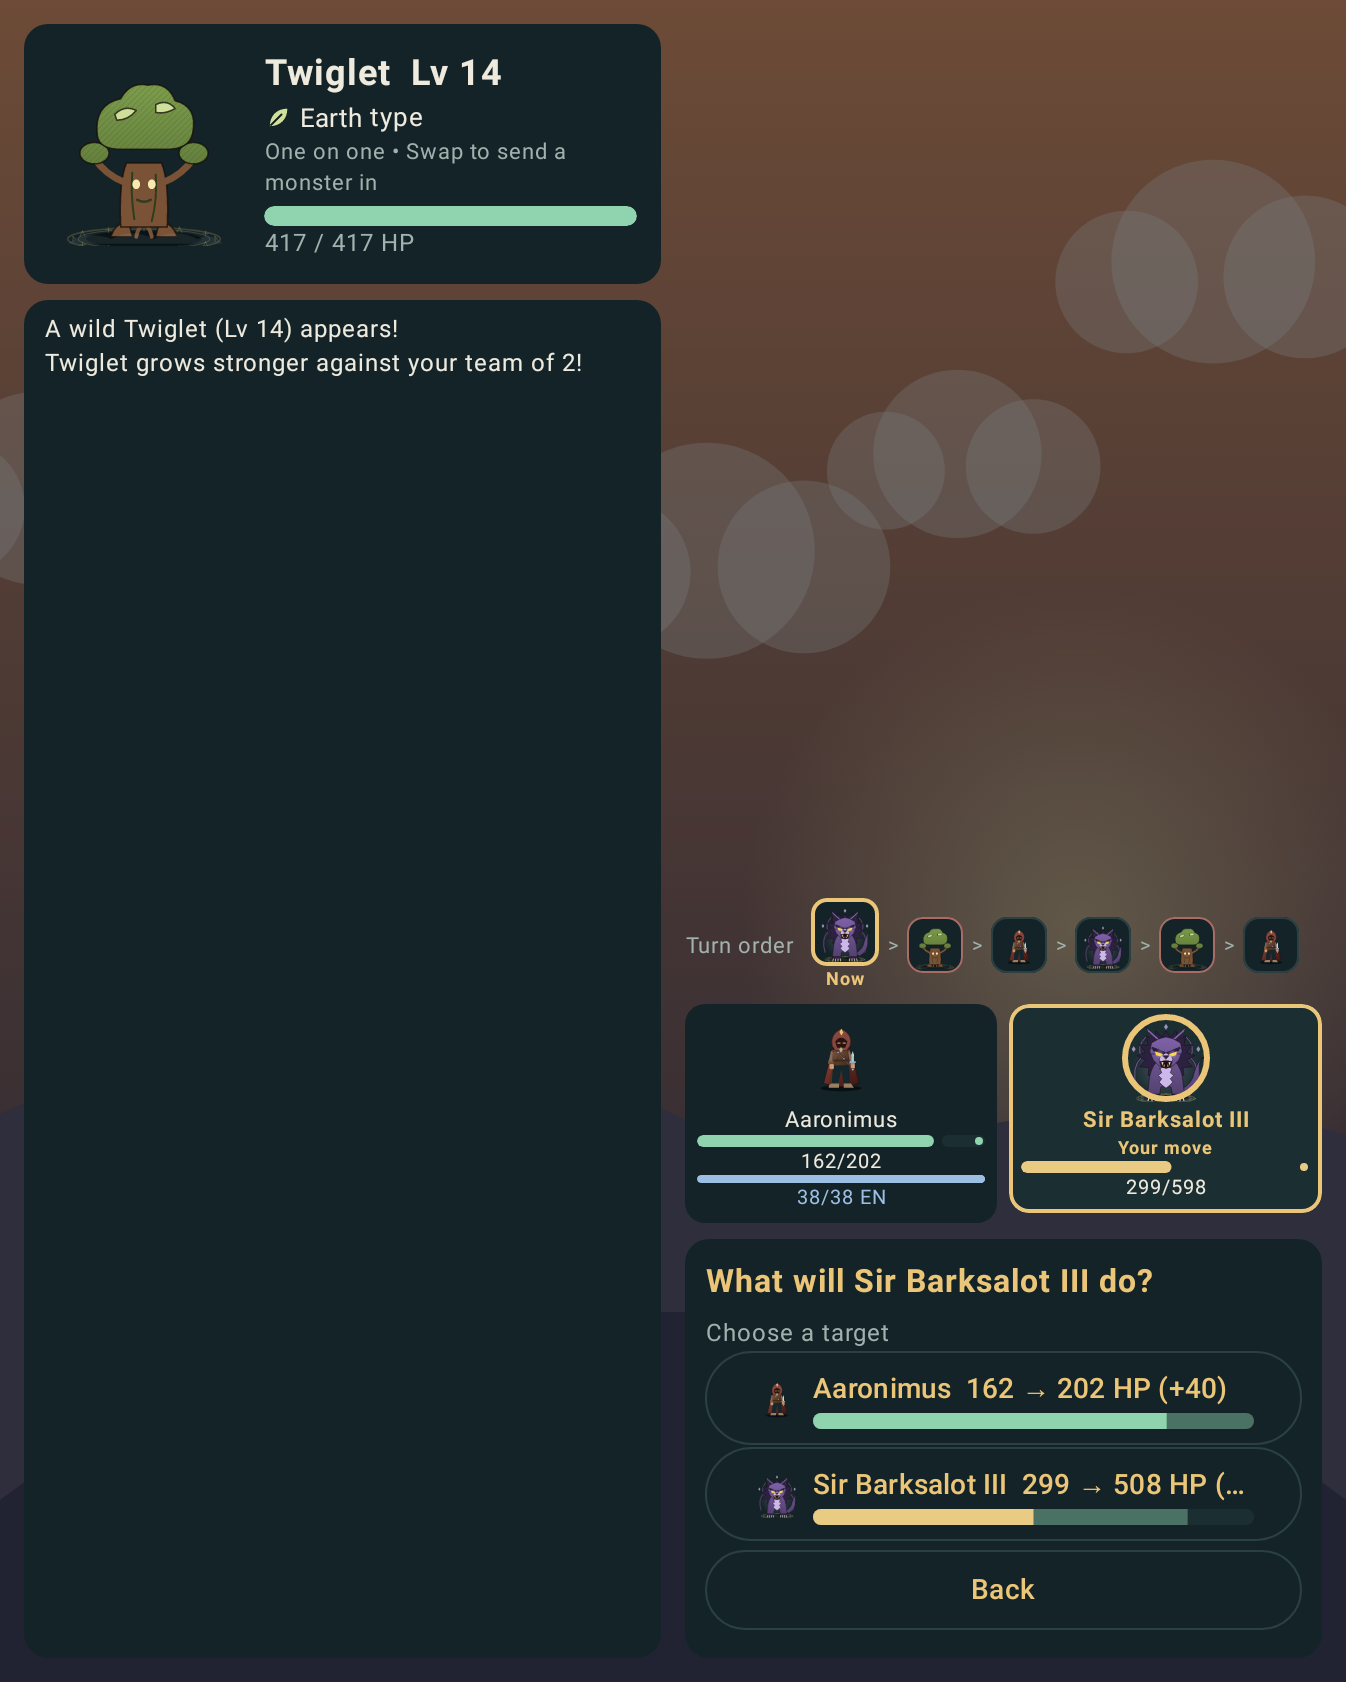 Twiglet Lv 14
Earth type
One on one • Swap to send a
monster in
417 / 417 HP
A wild Twiglet (Lv 14) appears!
Twiglet grows stronger against your team of 2!
Turn order
>
>
>
>
>
Now
Aaronimus
162/202
38/38 EN
Sir Barksalot III
Your move
299/598
What will Sir Barksalot III do?
Choose a target
Aaronimus 162 → 202 HP (+40)
Sir Barksalot III 299 → 508 HP (…
Back